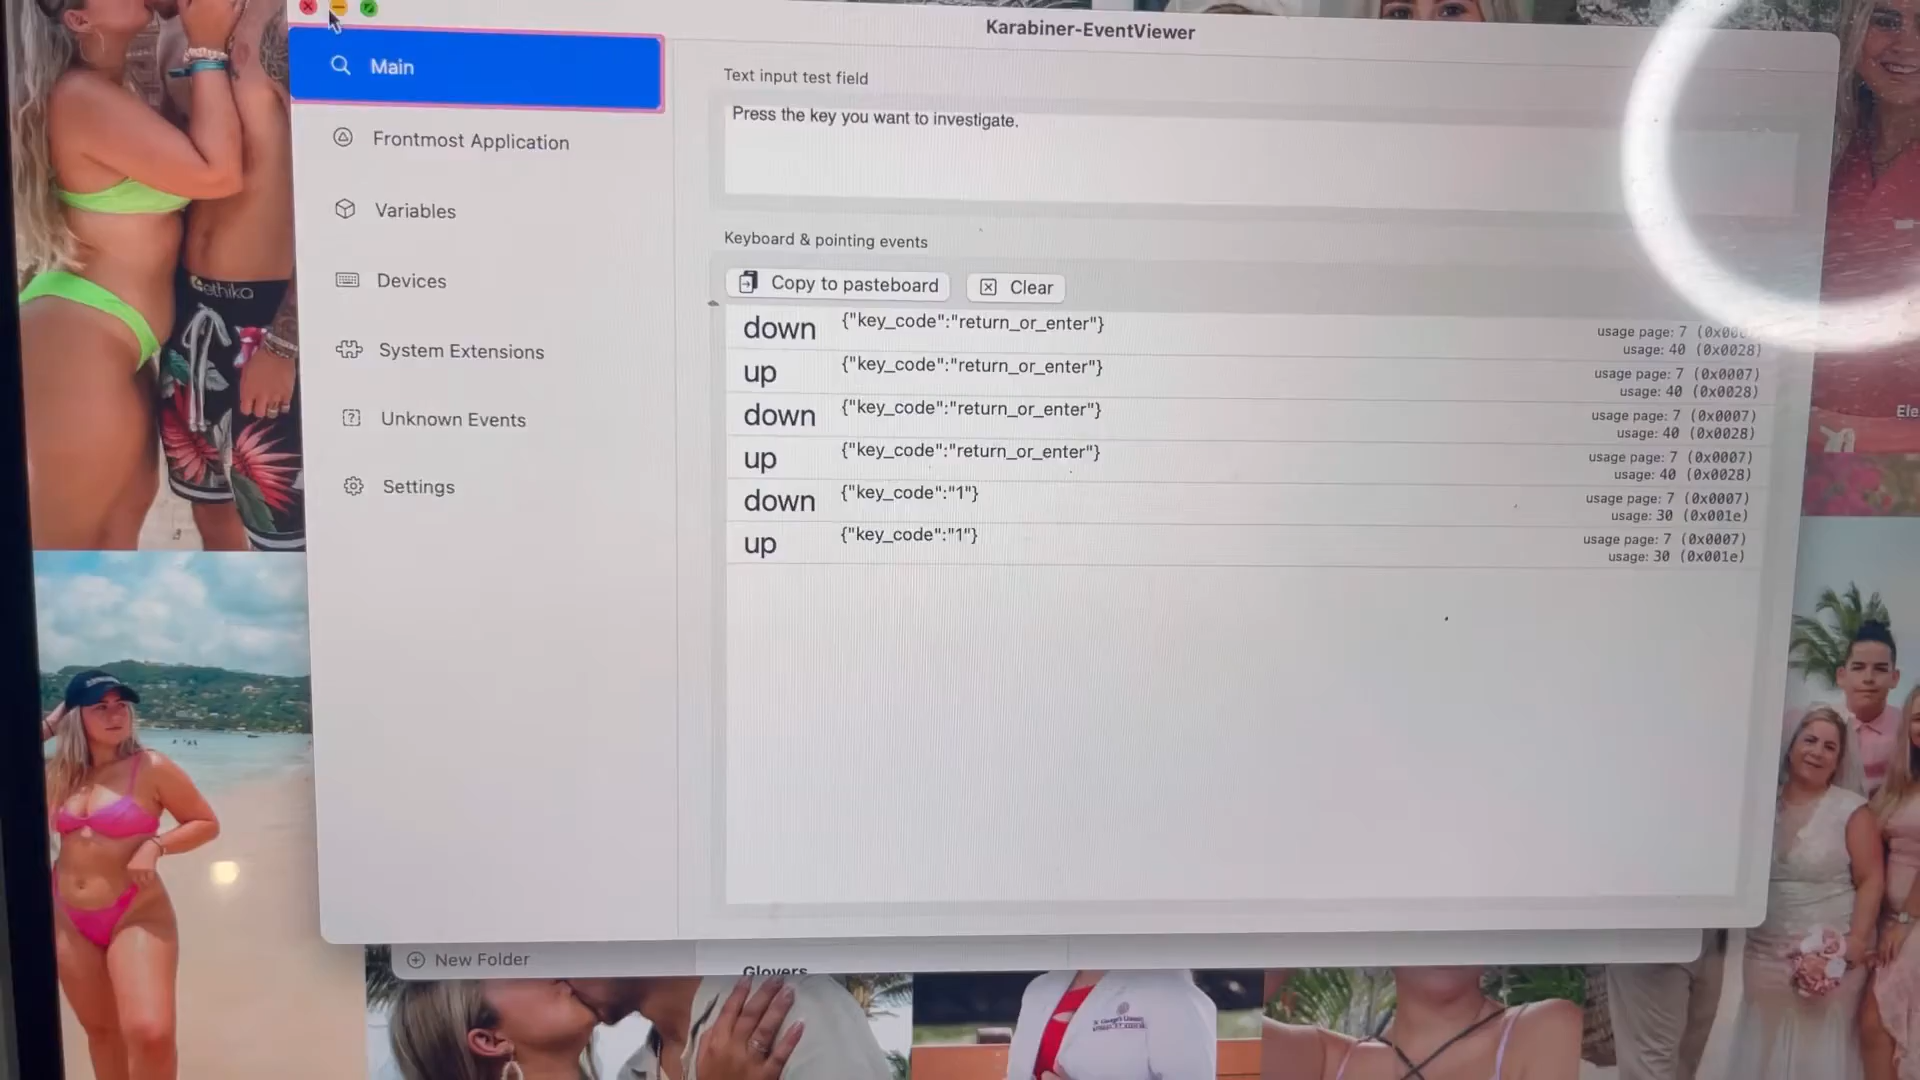 Karabiner-EventViewer
Main
Frontmost Application
Variables
Devices
System Extensions
Unknown Events
Settings
Text input test field
Press the key you want to investigate.
Keyboard & pointing events
Copy to pasteboard
Clear
down {"key_code":"return_or_enter"} usage page: 7
usage: 40 (0x0028)
up {"key_code":"return_or_enter"} usage page: 7 (0x0007)
usage: 40 (0x0028)
down {"key_code":"return_or_enter"} usage page: 7 (0x0007)
usage: 40 (0x0028)
up {"key_code":"return_or_enter"} usage page: 7 (0x0007)
usage: 40 (0x0028)
down {"key_code":"1"} usage page: 7 (0x0007)
usage: 30 (0x001e)
up {"key_code":"1"} usage page: 7 (0x0007)
usage: 30 (0x001e)
New Folder
Glovers
ethika
Ele